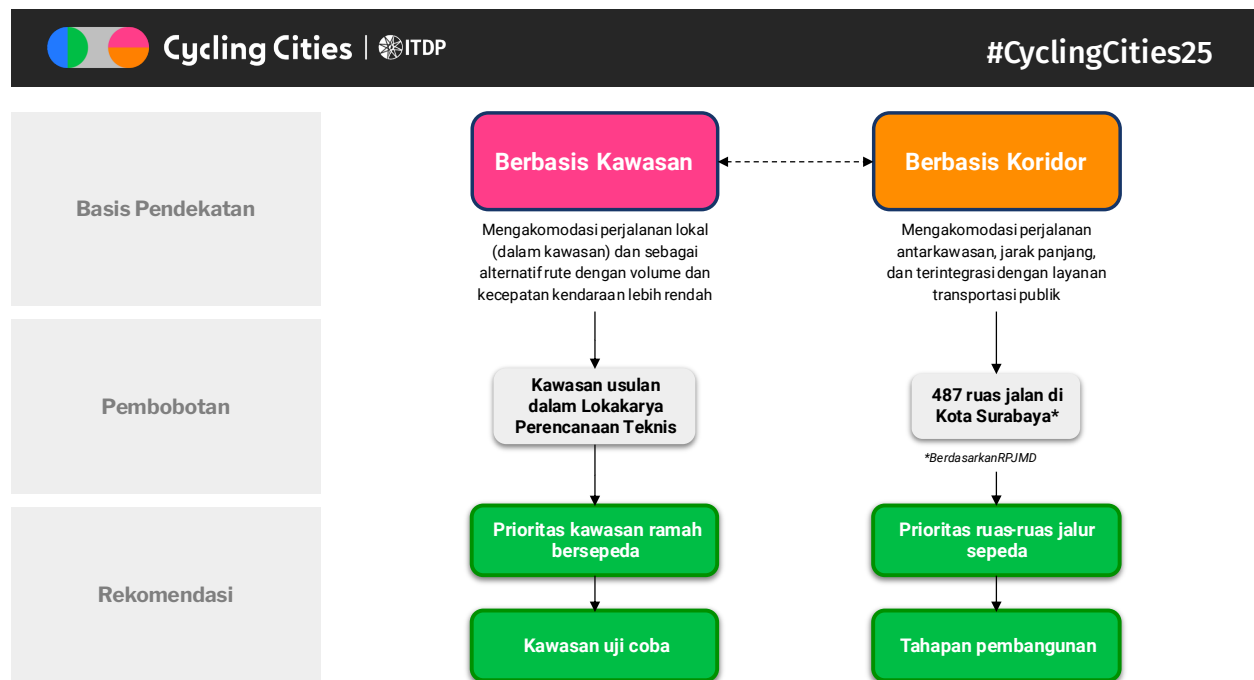 Cycling Cities | ITDP
#CyclingCities25
Basis Pendekatan
Berbasis Kawasan
Berbasis Koridor
Mengakomodasi perjalanan lokal
(dalam kawasan) dan sebagai
alternatif rute dengan volume dan
kecepatan kendaraan lebih rendah
Mengakomodasi perjalanan
antarkawasan, jarak panjang,
dan terintegrasi dengan layanan
transportasi publik
Pembobotan
Kawasan usulan
dalam Lokakarya
Perencanaan Teknis
487 ruas jalan di
Kota Surabaya*
*Berdasarkan RPJMD
Rekomendasi
Prioritas kawasan ramah
bersepeda
Prioritas ruas-ruas jalur
sepeda
Kawasan uji coba
Tahapan pembangunan